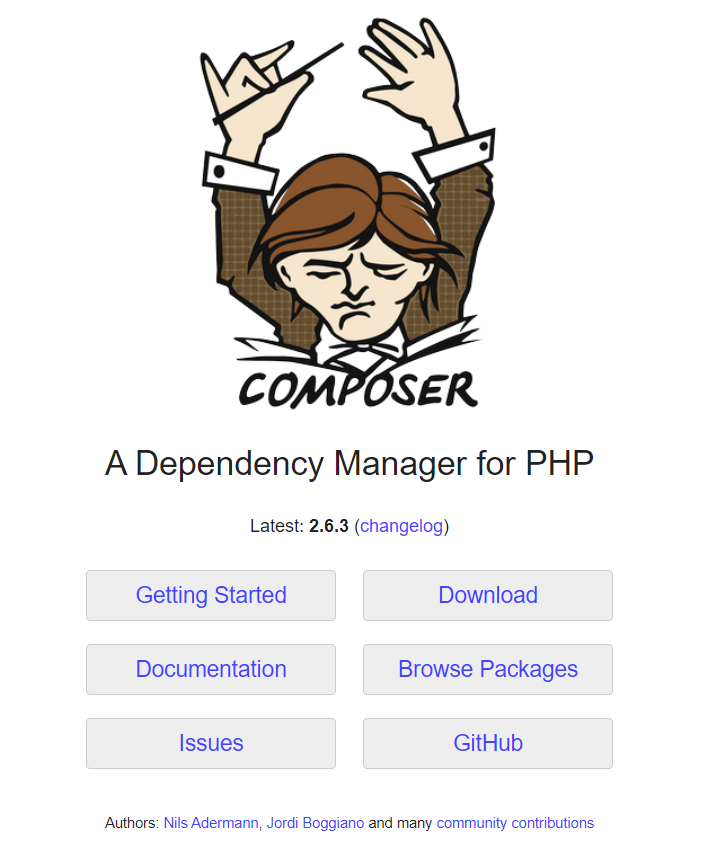 COMPOSER
A Dependency Manager for PHP
Latest: 2.6.3 (changelog)
Getting Started
Download
Documentation
Browse Packages
Issues
GitHub
Authors: Nils Adermann, Jordi Boggiano and many community contributions